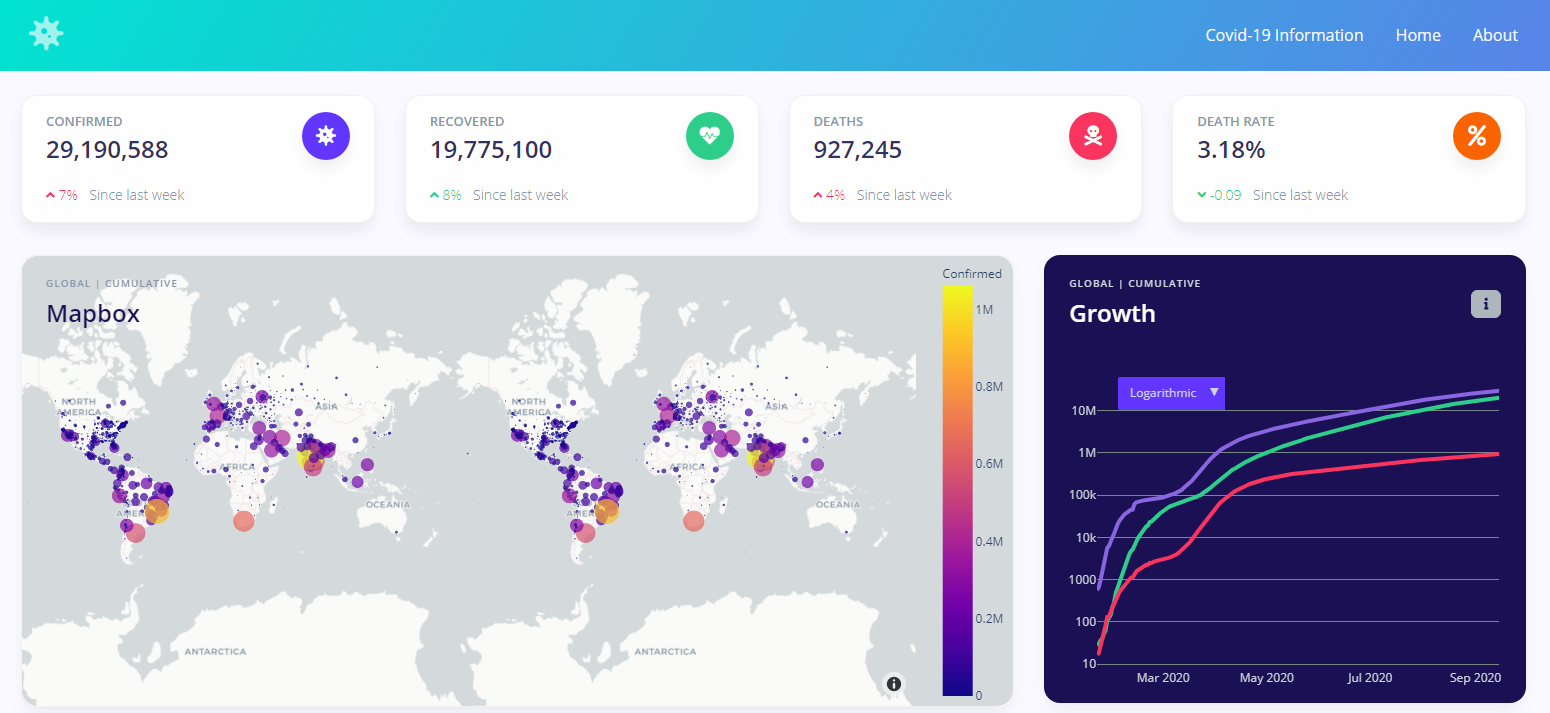 Covid-19 Information Home About
CONFIRMED
29,190,588
7% Since last week
RECOVERED
19,775,100
8% Since last week
DEATHS
927,245
4% Since last week
DEATH RATE
3.18%
-0.09 Since last week
GLOBAL | CUMULATIVE
Mapbox
NORTH
AMERICA
ASIA
AFRICA
OCEANIA
ANTARCTICA
NORTH
AMERICA
ASIA
AFRICA
OCEANIA
ANTARCTICA
Confirmed
1M
0.8M
0.6M
0.4M
0.2M
0
GLOBAL | CUMULATIVE
Growth
Logarithmic
10M
1M
100k
10k
1000
100
10
Mar 2020 May 2020 Jul 2020 Sep 2020